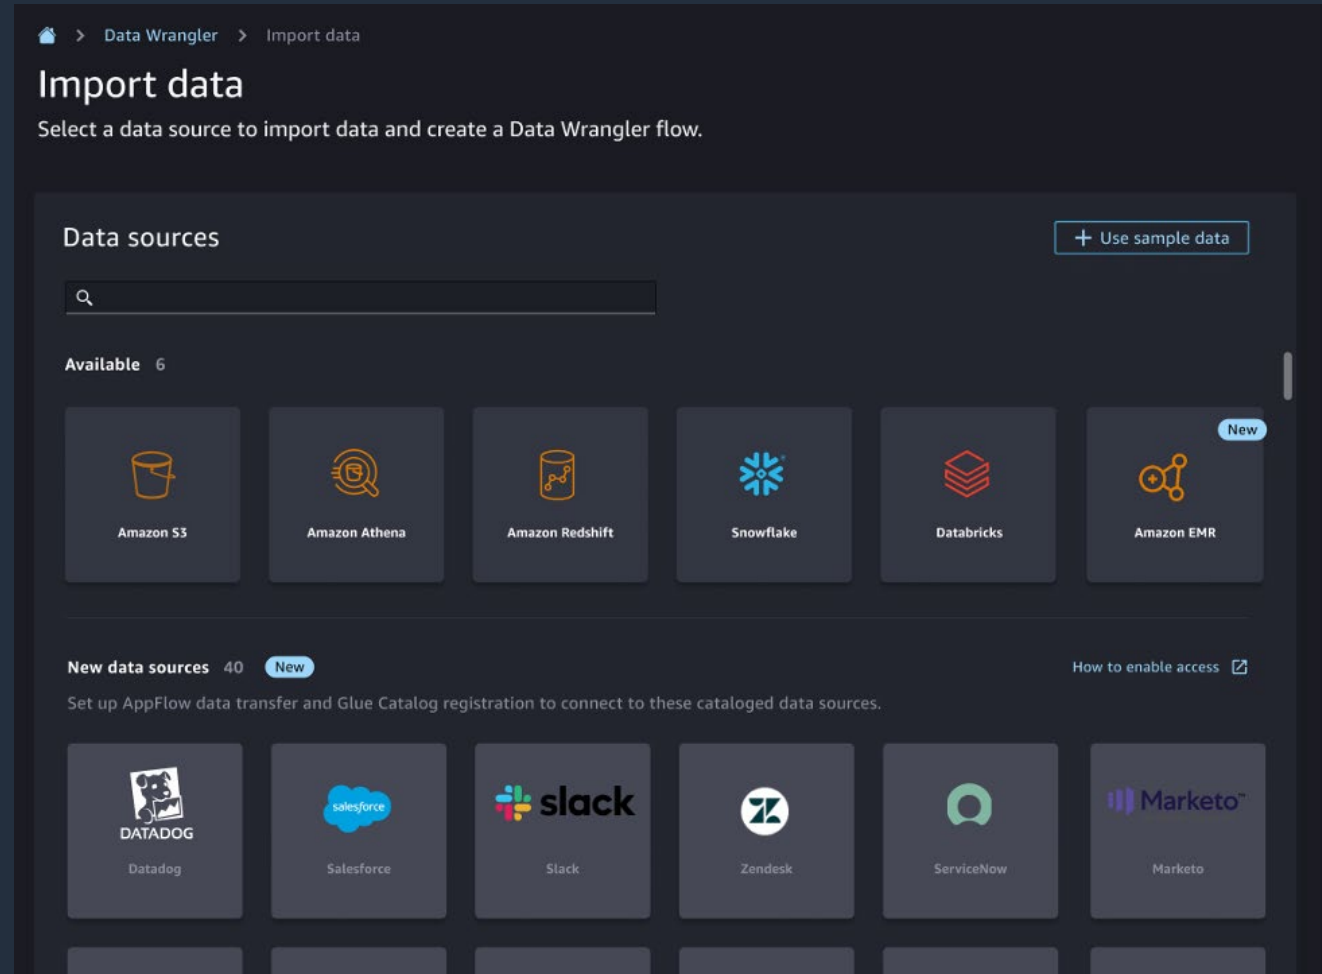 Data Wrangler > Import data
Import data
Select a data source to import data and create a Data Wrangler flow.
Data sources
+ Use sample data
Available 6
New
Amazon S3
Amazon Athena
Amazon Redshift
Snowflake
Databricks
Amazon EMR
New data sources 40 New
How to enable access
Set up AppFlow data transfer and Glue Catalog registration to connect to these cataloged data sources.
DATADOG
Datadog
salesforce
Salesforce
slack
Slack
Zendesk
ServiceNow
Marketo™
Marketo